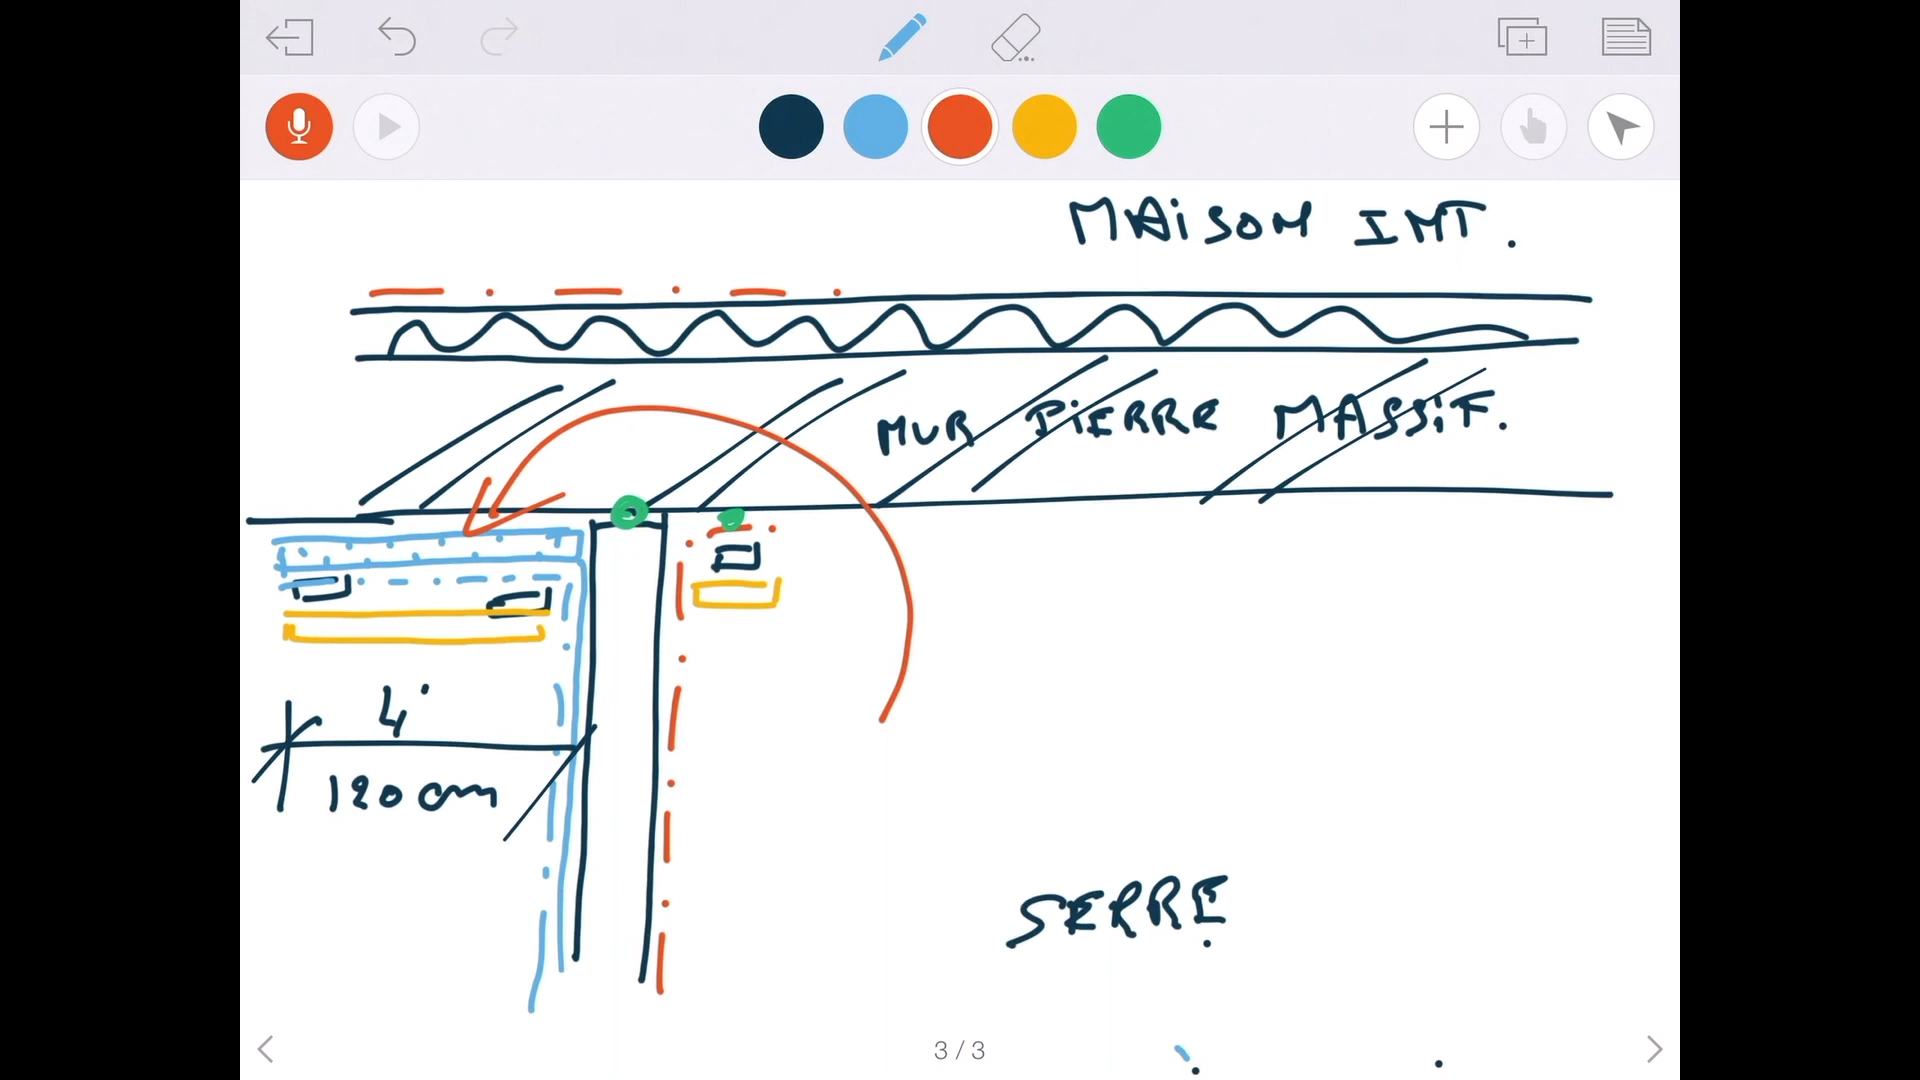 MAiSON INT.
MUR PiERRE MASSiF.
4'
120 cm
SERRE
3 / 3